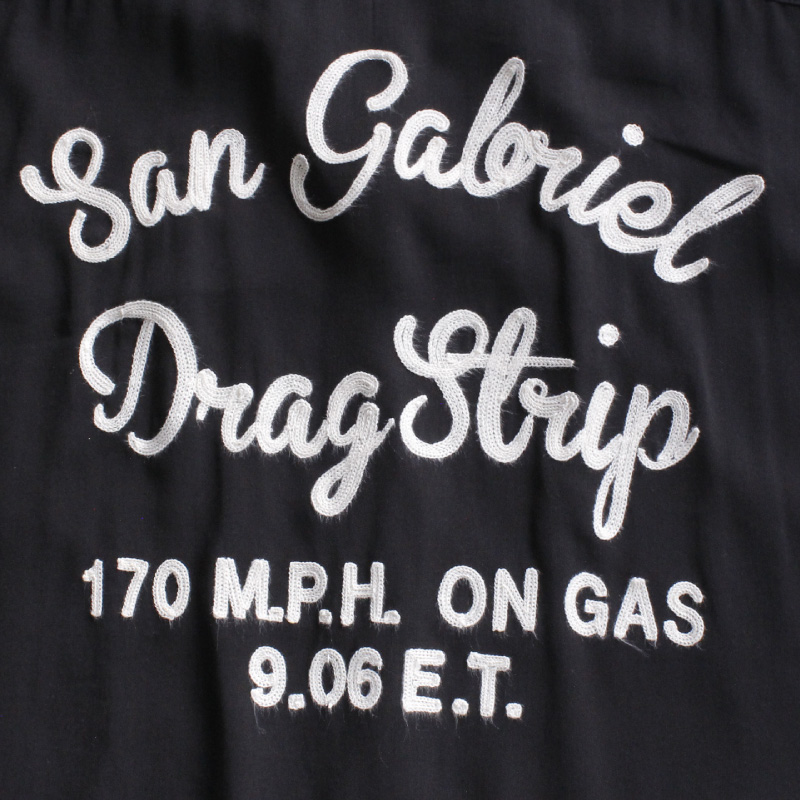 San Gabriel
Drag Strip
170 M.P.H. ON GAS
9.06 E.T.